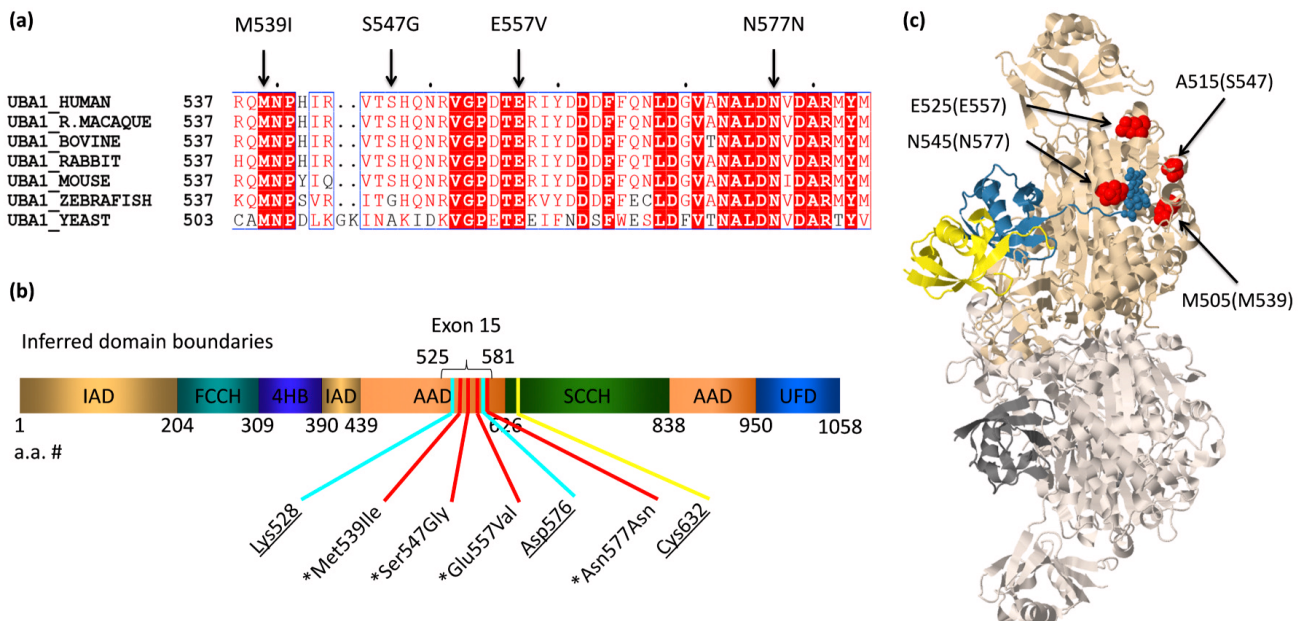 (a)
M539I S547G E557V N577N
UBA1_HUMAN 537 RQMNPHIR..VTSHQNRVGPDTERIYDDDFFQNLDGVANALDNVDARMYM
UBA1_R.MACAQUE 537 RQMNPHIR..VTSHQNRVGPDTERIYDDDFFQNLDGVANALDNVDARMYM
UBA1_BOVINE 537 RQMNPHIR..VTSHQNRVGPDTERIYDDDFFQNLDGVTNALDNVDARMYM
UBA1_RABBIT 537 HQMNPHIR..VTSHQNRVGPDTERIYDDDFFQTLDGVANALDNVDARMYM
UBA1_MOUSE 537 RQMNPYIQ..VTSHQNRVGPDTERIYDDDFFQNLDGVANALDNIDARMYM
UBA1_ZEBRAFISH 537 KQMNPSVR..ITGHQNRVGPDTEKVYDDDFFECLDGVANALDNVDARMYM
UBA1_YEAST 503 CAMNPDLKGKINAKIDKVGPETEEIFNDSFWESLDFVTNALDNVDARTYV
(b)
Exon 15
Inferred domain boundaries
525 581
IAD FCCH 4HB IAD AAD SCCH AAD UFD
1 204 309 390 439 626 838 950 1058
a.a. #
Lys528
*Met539Ile
*Ser547Gly
*Glu557Val
Asp576
*Asn577Asn
Cys632
(c)
A515(S547)
E525(E557)
N545(N577)
M505(M539)